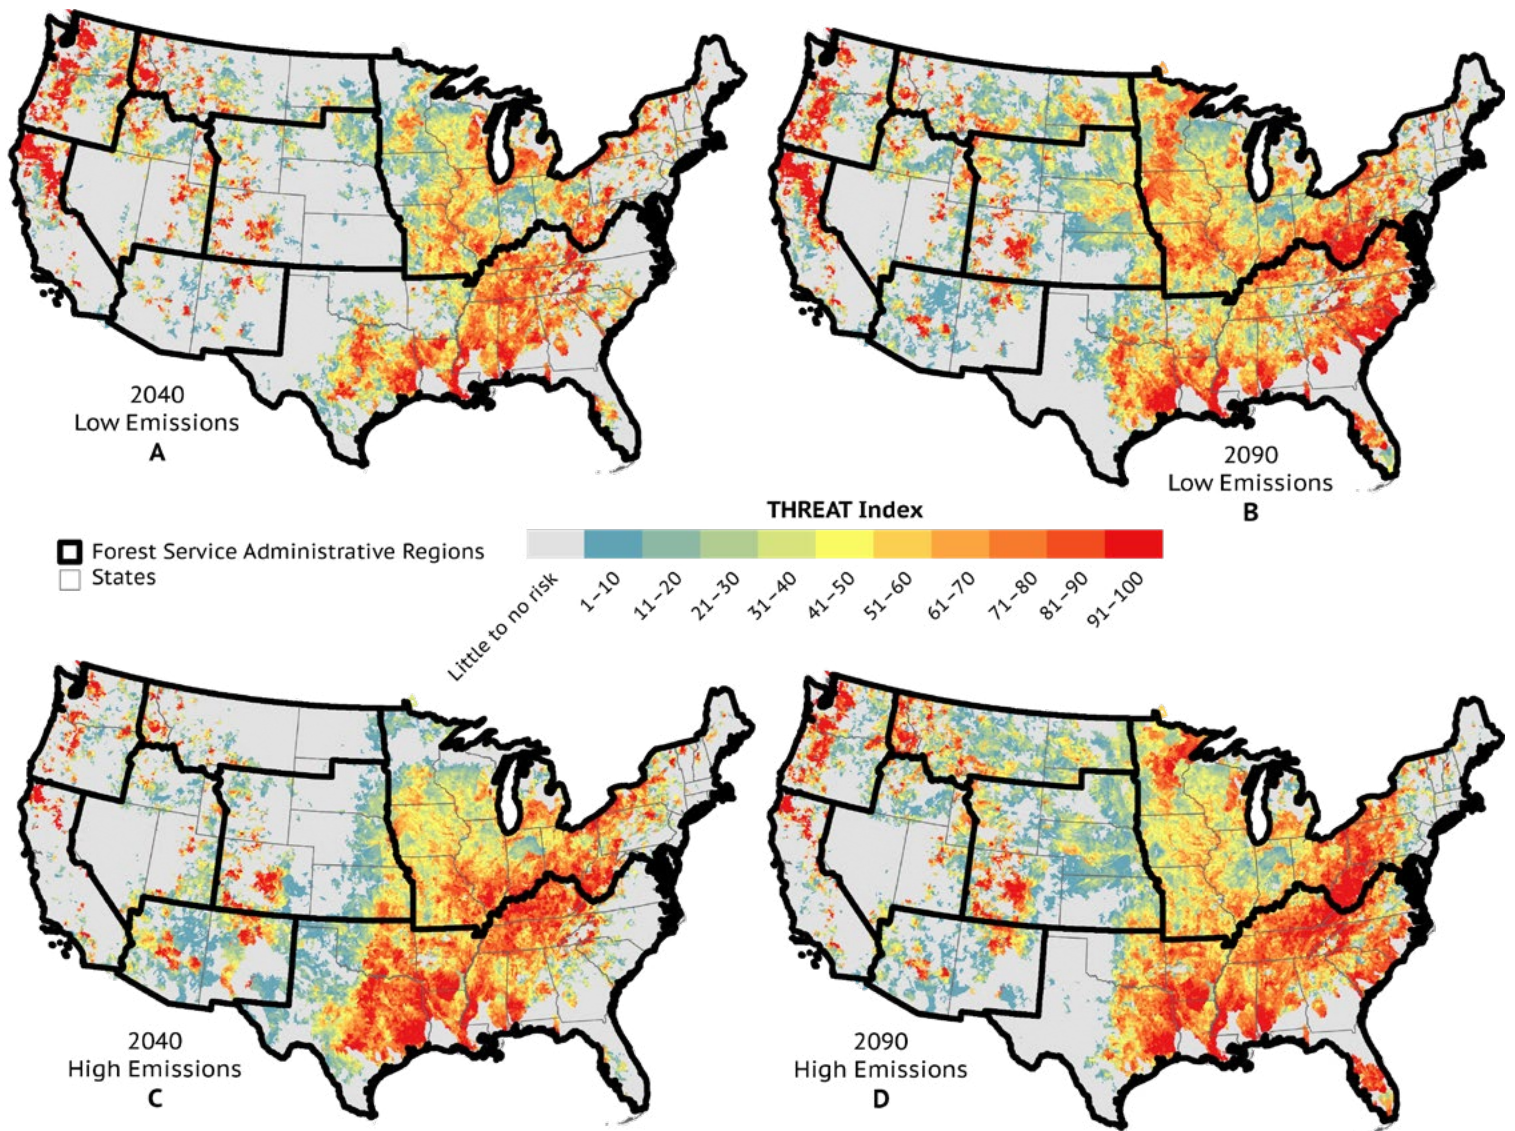 2040
Low Emissions
A
2090
Low Emissions
B
THREAT Index
Forest Service Administrative Regions
States
Little to no risk
1–10
11–20
21–30
31–40
41–50
51–60
61–70
71–80
81–90
91–100
2040
High Emissions
C
2090
High Emissions
D